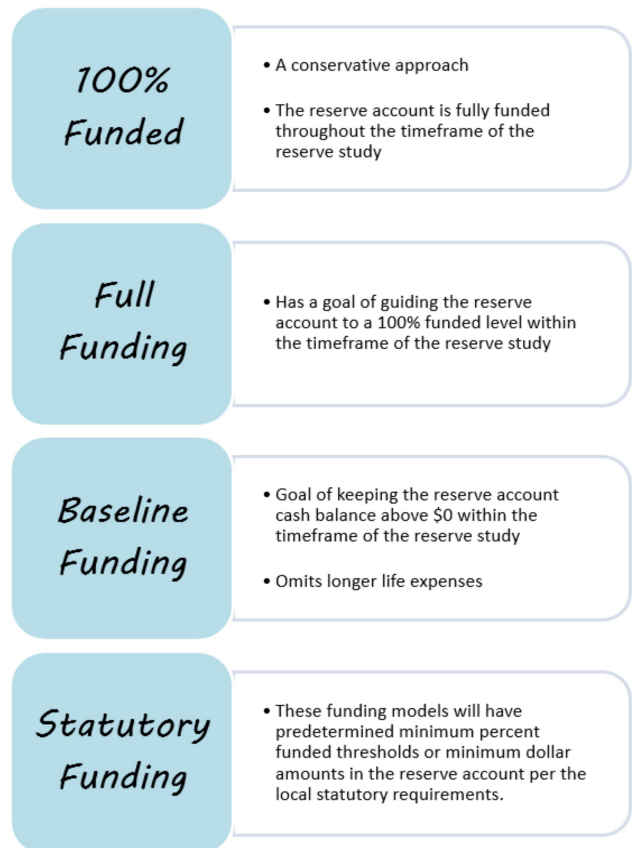 100%
Funded
• A conservative approach
• The reserve account is fully funded
throughout the timeframe of the
reserve study
Full
Funding
• Has a goal of guiding the reserve
account to a 100% funded level within
the timeframe of the reserve study
Baseline
Funding
• Goal of keeping the reserve account
cash balance above $0 within the
timeframe of the reserve study
• Omits longer life expenses
Statutory
Funding
• These funding models will have
predetermined minimum percent
funded thresholds or minimum dollar
amounts in the reserve account per the
local statutory requirements.